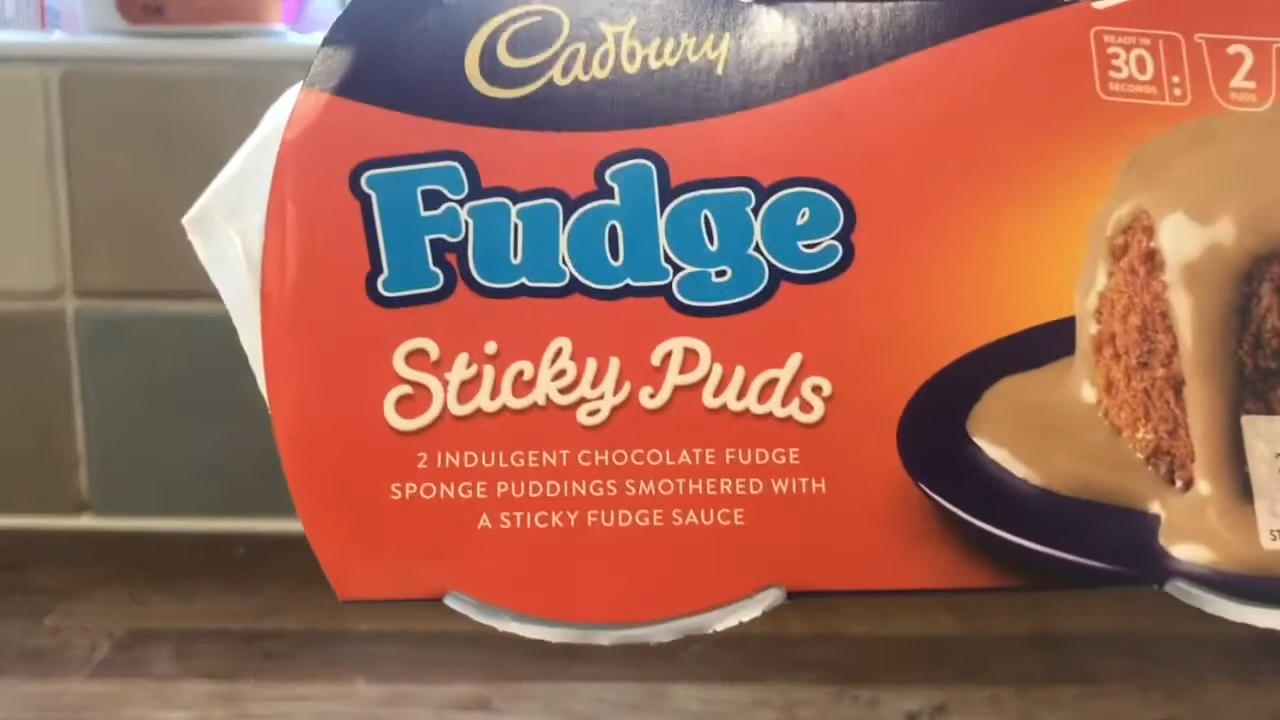 Cadbury
READY IN
30
SECONDS
2
PUDS
Fudge
Sticky Puds
2 INDULGENT CHOCOLATE FUDGE
SPONGE PUDDINGS SMOTHERED WITH
A STICKY FUDGE SAUCE